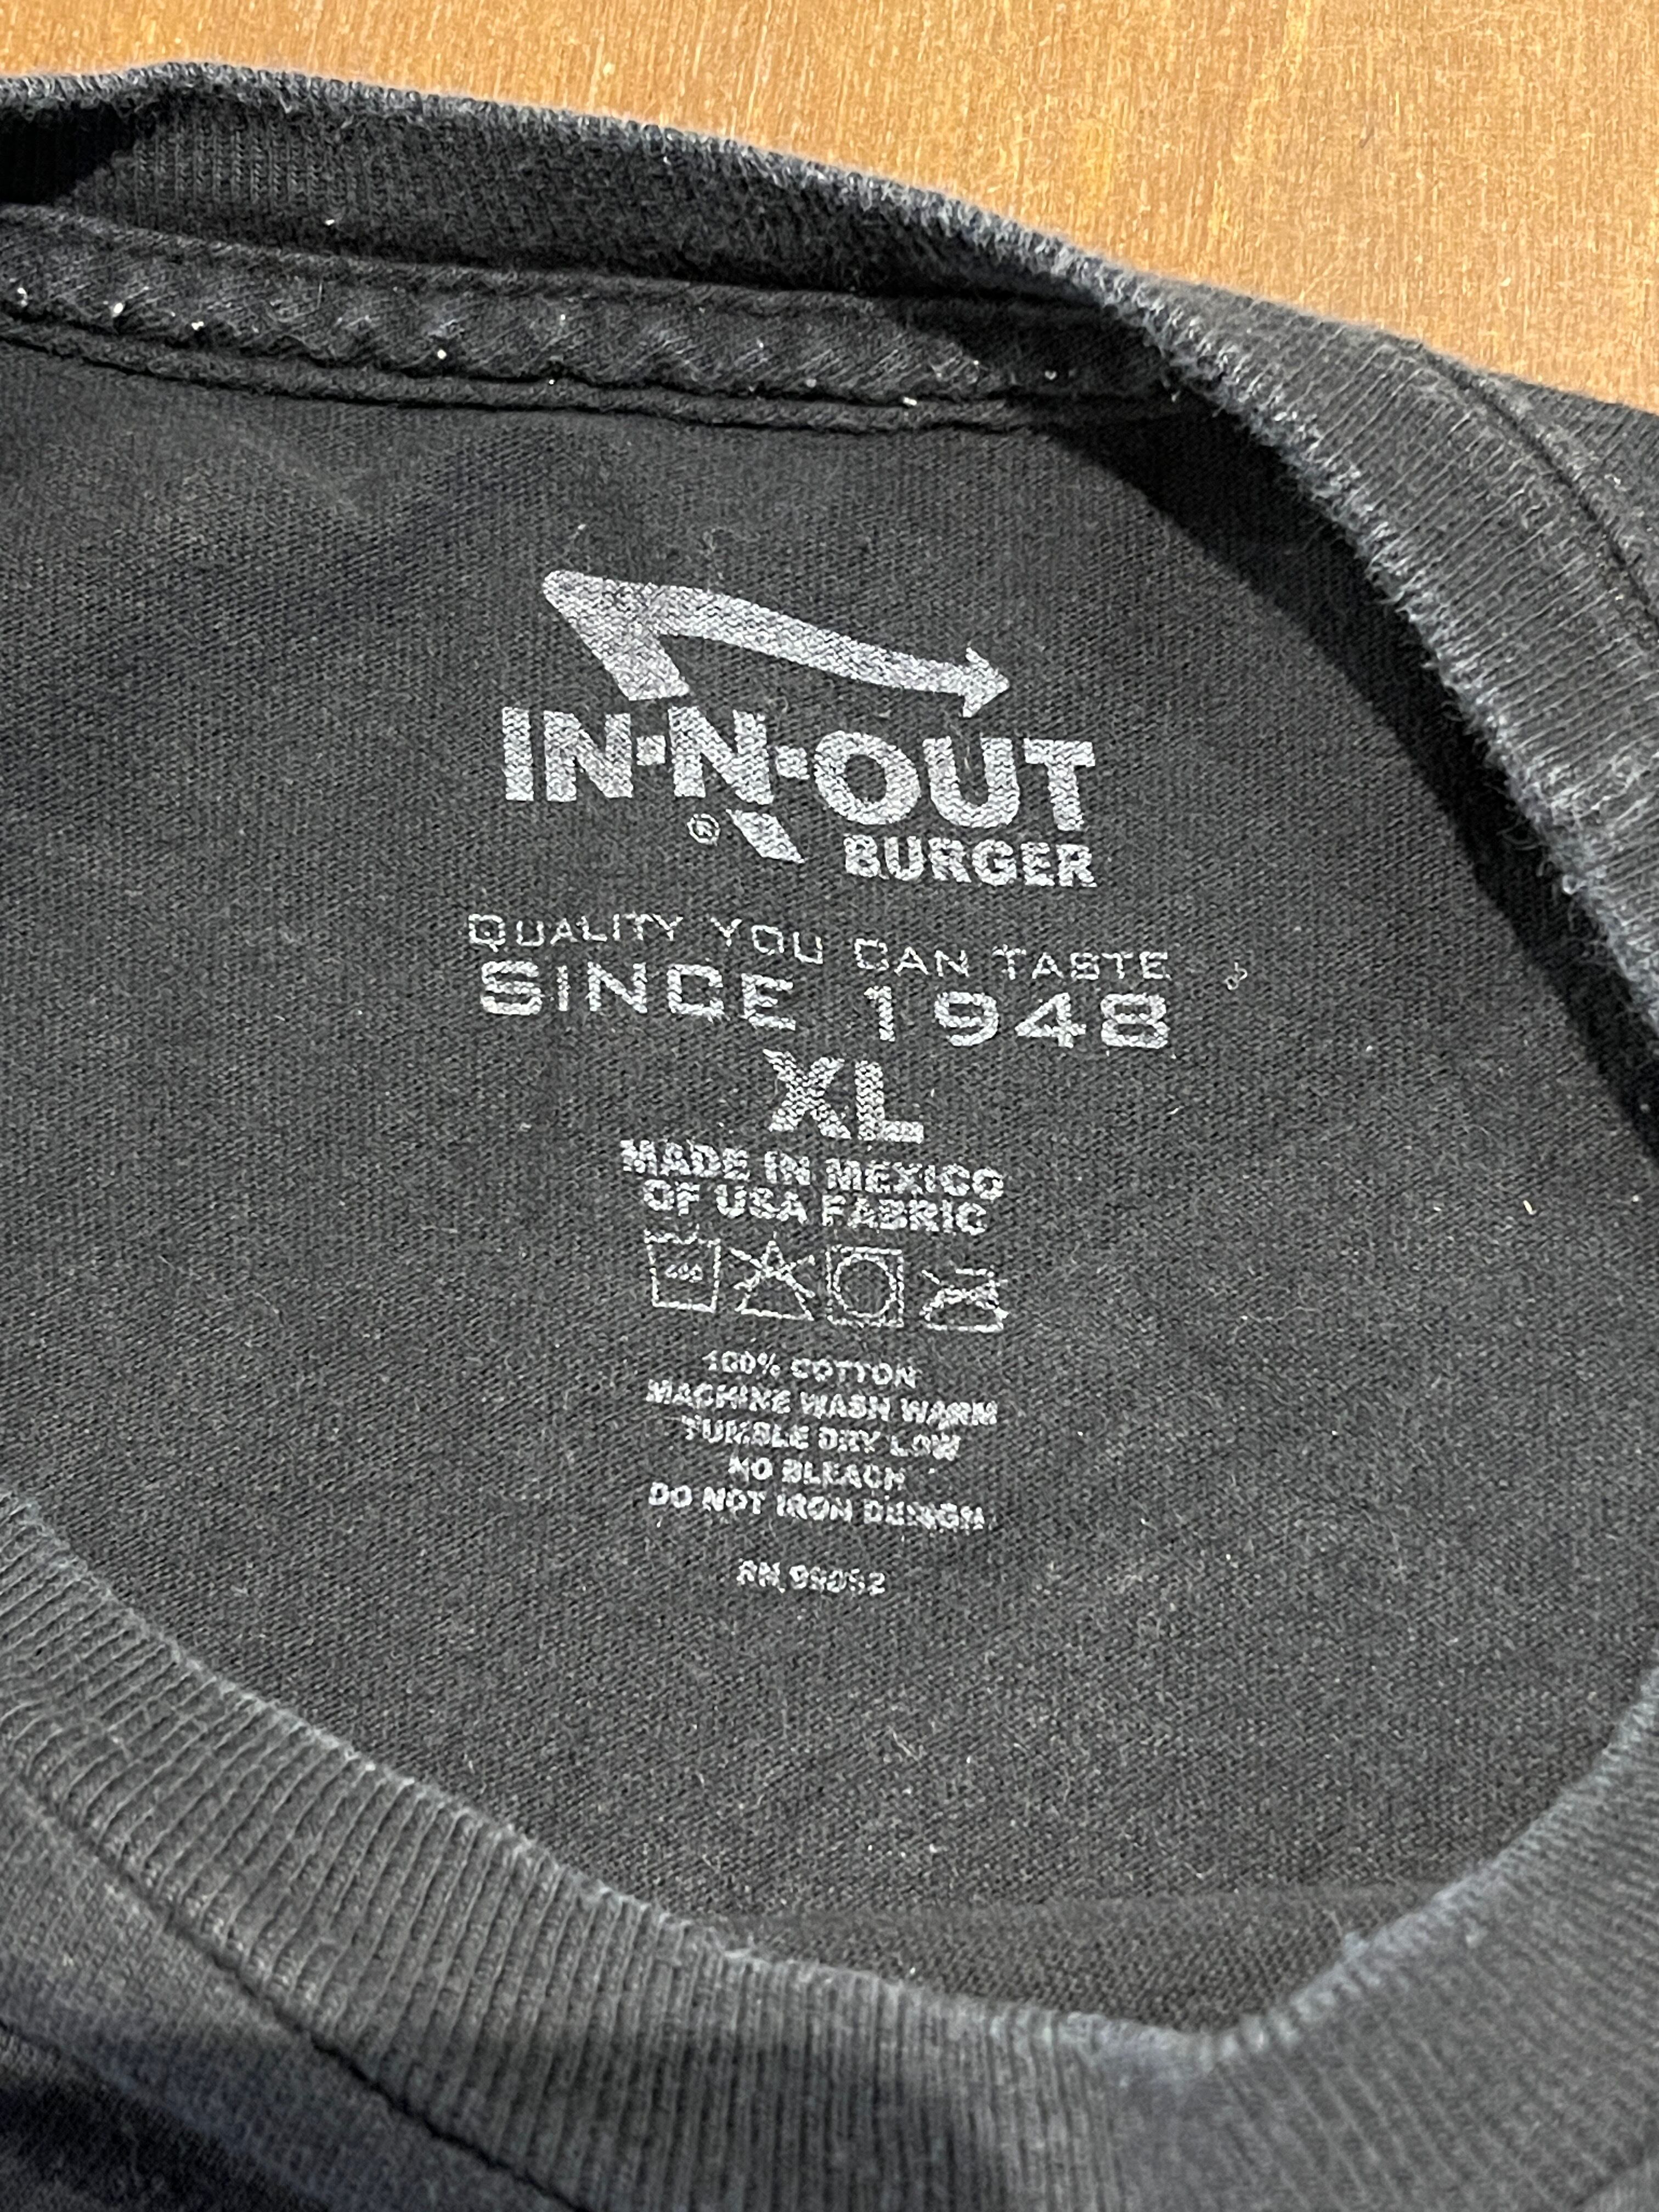 IN-N-OUT
®
BURGER
QUALITY YOU CAN TASTE
SINCE 1948
XL
MADE IN MEXICO
OF USA FABRIC
100% COTTON
MACHINE WASH WARM
TUMBLE DRY LOW
NO BLEACH
DO NOT IRON DESIGN
RN